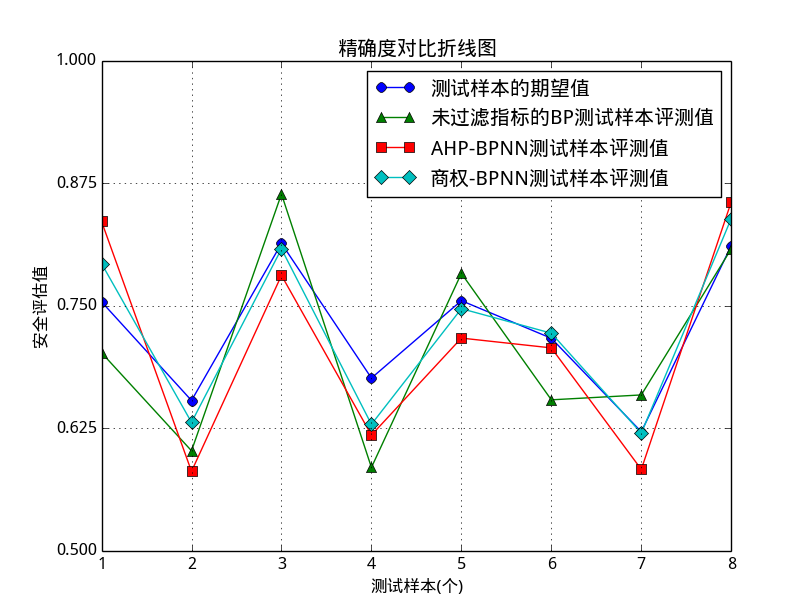 精确度对比折线图
1.000
0.875
0.750
0.625
0.500
安全评估值
测试样本的期望值
未过滤指标的BP测试样本评测值
AHP-BPNN测试样本评测值
商权-BPNN测试样本评测值
1 2 3 4 5 6 7 8
测试样本(个)